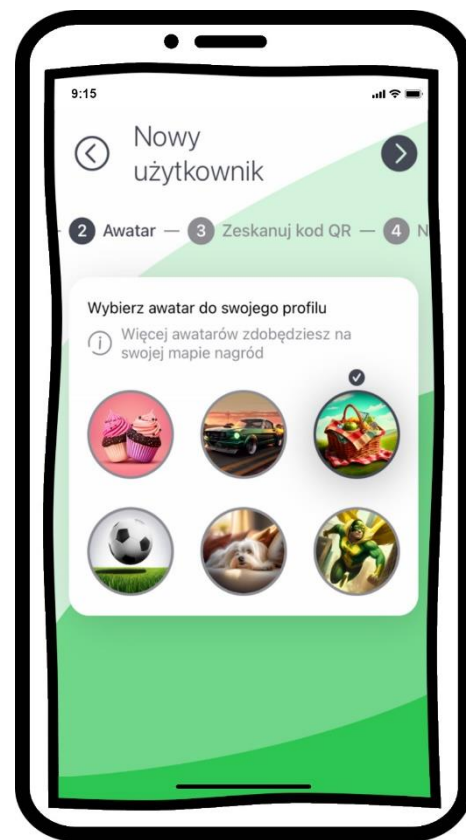 9:15
Nowy
użytkownik
2 Awatar — 3 Zeskanuj kod QR — 4 N
Wybierz awatar do swojego profilu
Więcej awatarów zdobędziesz na
swojej mapie nagród